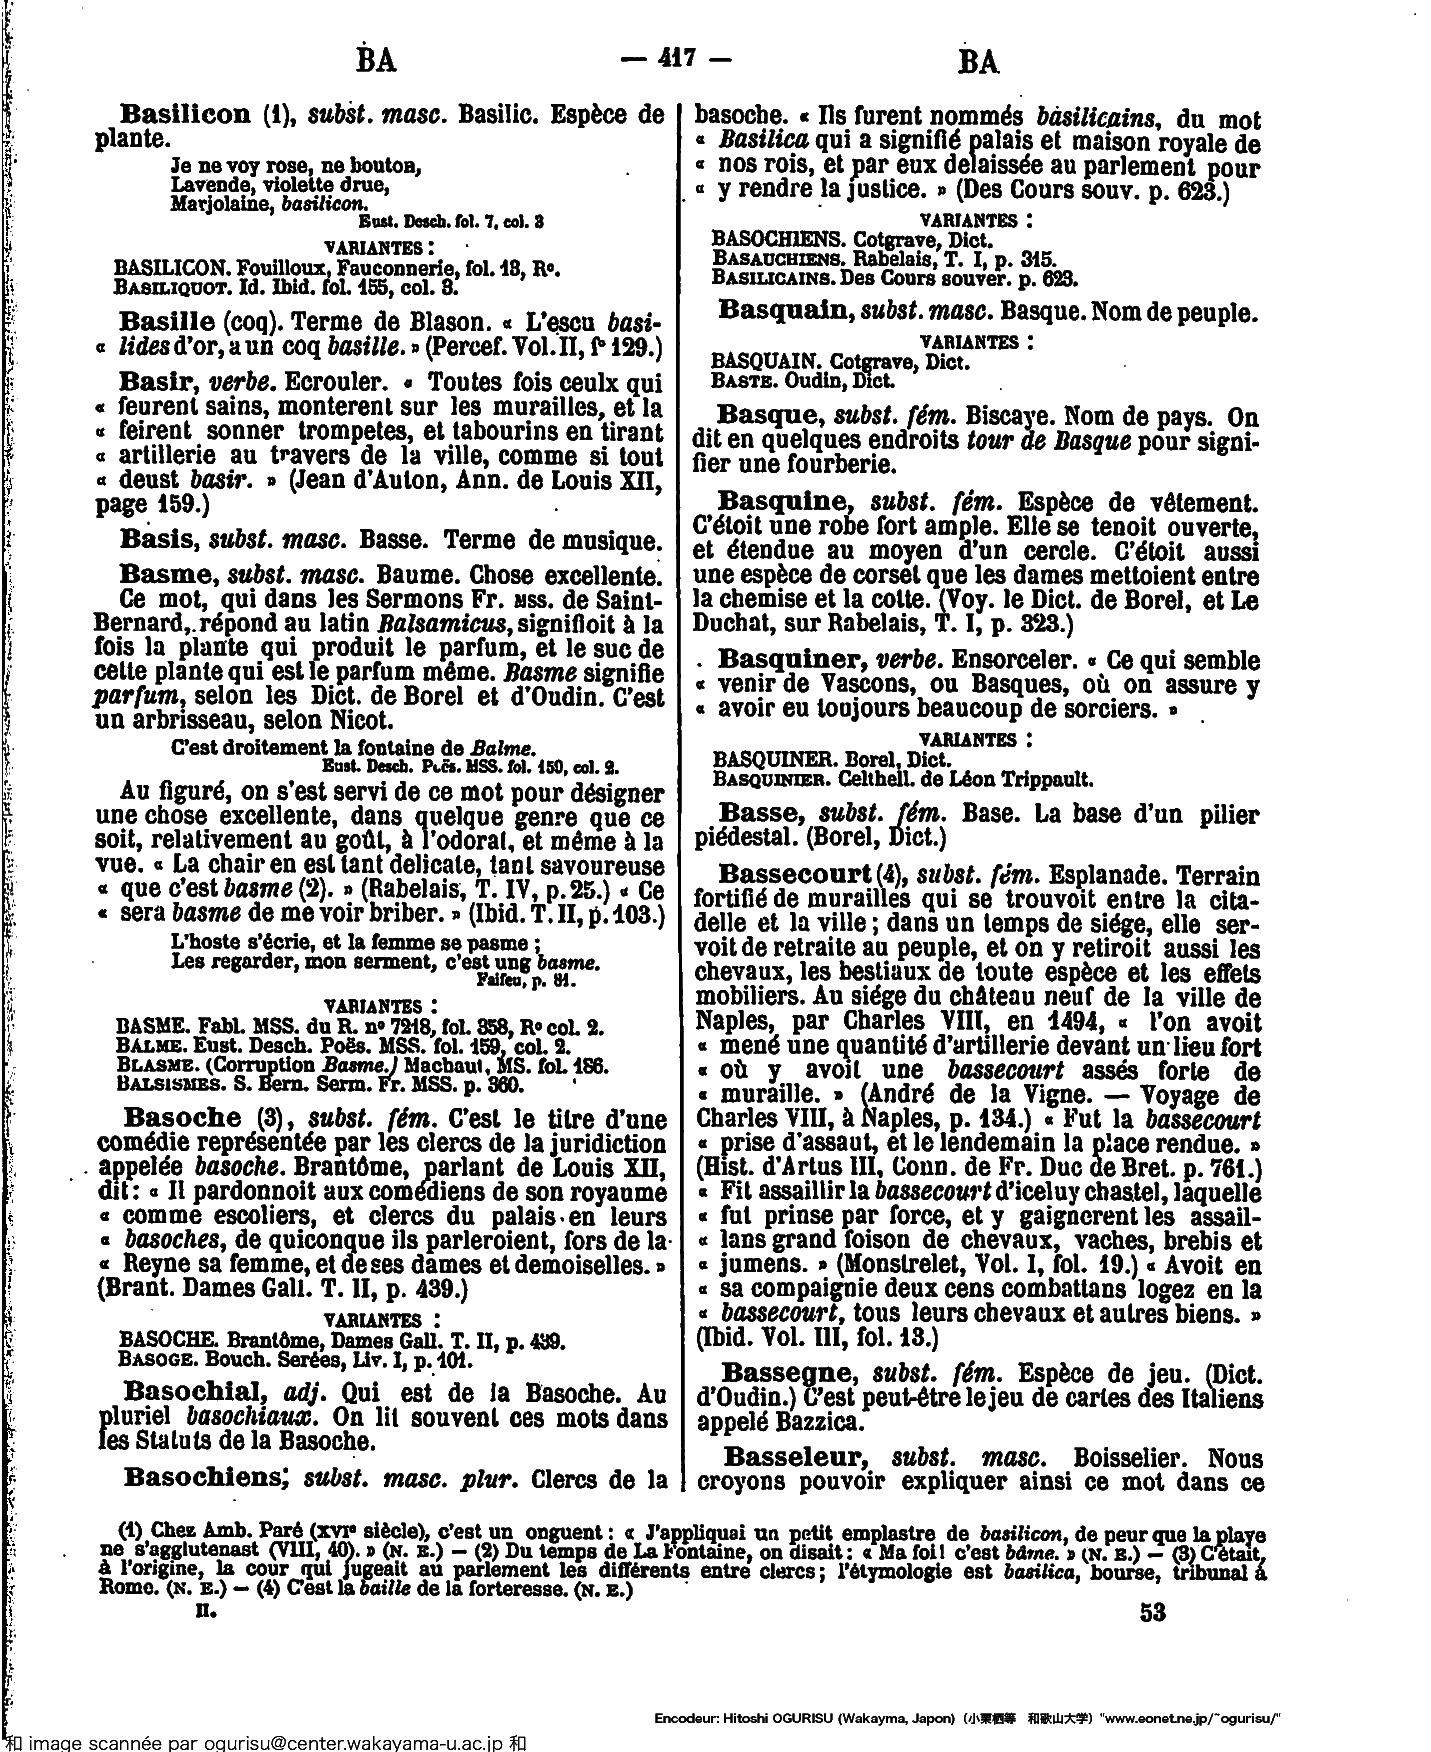 BA
— 417 —
BA
Basilicon (1), subst. masc. Basilic. Espèce de
plante.
Je ne voy rose, ne bouton,
Lavende, violette drue,
Marjolaine, basilicon.
Eust. Desch. fol. 7, col. 3
VARIANTES :
BASILICON. Fouilloux, Fauconnerie, fol. 13, Rº.
BASILIQUOT. Id. Ibid. fol. 155, col. 3.
Basille (coq). Terme de Blason. « L'escu basi-
« lides d'or, a un coq basille. » (Percef. Vol. II, fº 129.)
Basir, verbe. Ecrouler. « Toutes fois ceulx qui
« feurent sains, monterent sur les murailles, et la
« feirent sonner trompetes, et tabourins en tirant
« artillerie au travers de la ville, comme si tout
« deust basir. » (Jean d'Auton, Ann. de Louis XII,
page 159.)
Basis, subst. masc. Basse. Terme de musique.
Basme, subst. masc. Baume. Chose excellente.
Ce mot, qui dans les Sermons Fr. MSS. de Saint-
Bernard, répond au latin Balsamicus, signifioit à la
fois la plante qui produit le parfum, et le suc de
cette plante qui est le parfum même. Basme signifie
parfum, selon les Dict. de Borel et d'Oudin. C'est
un arbrisseau, selon Nicot.
C'est droitement la fontaine de Balme.
Eust. Desch. Poës. MSS. fol. 159, col. 2.
Au figuré, on s'est servi de ce mot pour désigner
une chose excellente, dans quelque genre que ce
soit, relativement au goût, à l'odorat, et même à la
vue. « La chair en est tant delicate, tant savoureuse
« que c'est basme (2). » (Rabelais, T. IV, p. 25.) « Ce
« sera basme de me voir briber. » (Ibid. T. II, p. 103.)
L'hoste s'écrie, et la femme se pasme ;
Les regarder, mon serment, c'est ung basme.
Faifeu, p. 81.
VARIANTES :
BASME. Fabl. MSS. du R. nº 7218, fol. 358, Rº col. 2.
BALME. Eust. Desch. Poës. MSS. fol. 159, col. 2.
BLASME. (Corruption Basme.) Machaut, MS. fol. 186.
BALSISMES. S. Bern. Serm. Fr. MSS. p. 360.
Basoche (3), subst. fém. C'est le titre d'une
comédie représentée par les clercs de la juridiction
appelée basoche. Brantôme, parlant de Louis XII,
dit : « Il pardonnoit aux comédiens de son royaume
« comme escoliers, et clercs du palais en leurs
« basoches, de quiconque ils parleroient, fors de la
« Reyne sa femme, et de ses dames et demoiselles. »
(Brant. Dames Gall. T. II, p. 439.)
VARIANTES :
BASOCHE. Brantôme, Dames Gall. T. II, p. 439.
BASOGE. Bouch. Serées, Liv. I, p. 101.
Basochial, adj. Qui est de la Basoche. Au
pluriel basochiaux. On lit souvent ces mots dans
les Statuts de la Basoche.
Basochiens, subst. masc. plur. Clercs de la
basoche. « Ils furent nommés basilicains, du mot
« Basilica qui a signifié palais et maison royale de
« nos rois, et par eux delaissée au parlement pour
« y rendre la justice. » (Des Cours souv. p. 623.)
VARIANTES :
BASOCHIENS. Cotgrave, Dict.
BASAUCHIENS. Rabelais, T. I, p. 315.
BASILICAINS. Des Cours souver. p. 623.
Basquain, subst. masc. Basque. Nom de peuple.
VARIANTES :
BASQUAIN. Cotgrave, Dict.
BASTE. Oudin, Dict.
Basque, subst. fém. Biscaye. Nom de pays. On
dit en quelques endroits tour de Basque pour signi-
fier une fourberie.
Basquine, subst. fém. Espèce de vêtement.
C'étoit une robe fort ample. Elle se tenoit ouverte,
et étendue au moyen d'un cercle. C'étoit aussi
une espèce de corset que les dames mettoient entre
la chemise et la cotte. (Voy. le Dict. de Borel, et Le
Duchat, sur Rabelais, T. I, p. 323.)
Basquiner, verbe. Ensorceler. « Ce qui semble
« venir de Vascons, ou Basques, où on assure y
« avoir eu toujours beaucoup de sorciers. »
VARIANTES :
BASQUINER. Borel, Dict.
BASQUINIER. Celthell. de Léon Trippault.
Basse, subst. fém. Base. La base d'un pilier
piédestal. (Borel, Dict.)
Bassecourt (4), subst. fém. Esplanade. Terrain
fortifié de murailles qui se trouvoit entre la cita-
delle et la ville ; dans un temps de siége, elle ser-
voit de retraite au peuple, et on y retiroit aussi les
chevaux, les bestiaux de toute espèce et les effets
mobiliers. Au siége du château neuf de la ville de
Naples, par Charles VIII, en 1494, « l'on avoit
« mené une quantité d'artillerie devant un lieu fort
« où y avoit une bassecourt assés forte de
« muraille. » (André de la Vigne. — Voyage de
Charles VIII, à Naples, p. 134.) « Fut la bassecourt
« prise d'assaut, et le lendemain la place rendue. »
(Hist. d'Artus III, Conn. de Fr. Duc de Bret. p. 761.)
« Fit assaillir la bassecourt d'iceluy chastel, laquelle
« fut prinse par force, et y gaignerent les assail-
« lans grand foison de chevaux, vaches, brebis et
« jumens. » (Monstrelet, Vol. I, fol. 19.) « Avoit en
« sa compaignie deux cens combattans logez en la
« bassecourt, tous leurs chevaux et autres biens. »
(Ibid. Vol. III, fol. 13.)
Bassegne, subst. fém. Espèce de jeu. (Dict.
d'Oudin.) C'est peut-être le jeu de cartes des Italiens
appelé Bazzica.
Basseleur, subst. masc. Boisselier. Nous
croyons pouvoir expliquer ainsi ce mot dans ce
(1) Chez Amb. Paré (XVIº siècle), c'est un onguent : « J'appliquai un petit emplastre de basilicon, de peur que la playe
ne s'agglutenast (VIII, 40). » (N. E.) — (2) Du temps de La Fontaine, on disait : « Ma foi ! c'est bâme. » (N. E.) — (3) C'était,
à l'origine, la cour qui jugeait au parlement les différents entre clercs ; l'étymologie est basilica, bourse, tribunal à
Rome. (N. E.) — (4) C'est la baille de la forteresse. (N. E.)
II.
53
Encodeur: Hitoshi OGURISU (Wakayma, Japon) (小栗栖等 和歌山大学) "www.eonet.ne.jp/~ogurisu/"
和 image scannée par ogurisu@center.wakayama-u.ac.jp 和